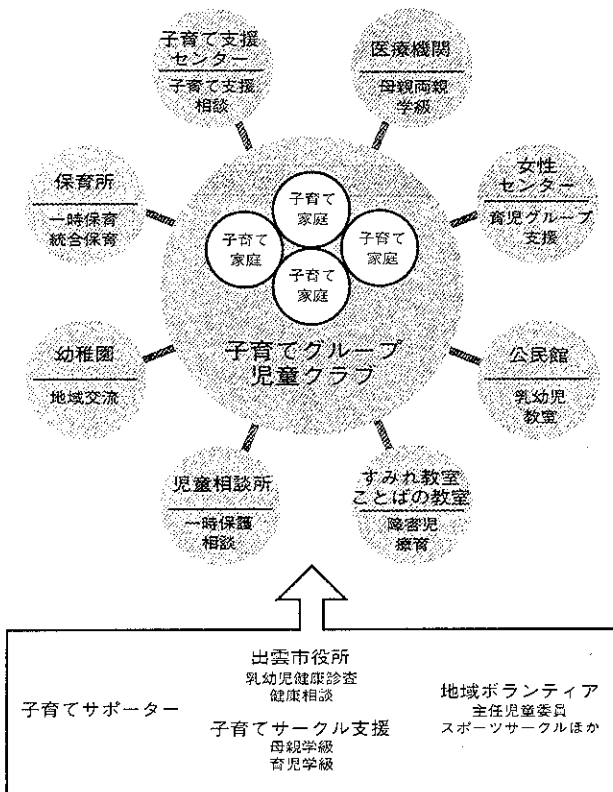 子育て支援
センター
子育て支援
相談
医療機関
母親両親
学級
保育所
一時保育
統合保育
女性
センター
育児グループ
支援
子育て
家庭
子育て
家庭
子育て
家庭
子育て
家庭
子育てグループ
児童クラブ
幼稚園
地域交流
公民館
乳幼児
教室
児童相談所
一時保護
相談
すみれ教室
ことばの教室
障害児
療育
子育てサポーター
出雲市役所
乳幼児健康診査
健康相談
子育てサークル支援
母親学級
育児学級
地域ボランティア
主任児童委員
スポーツサークルほか